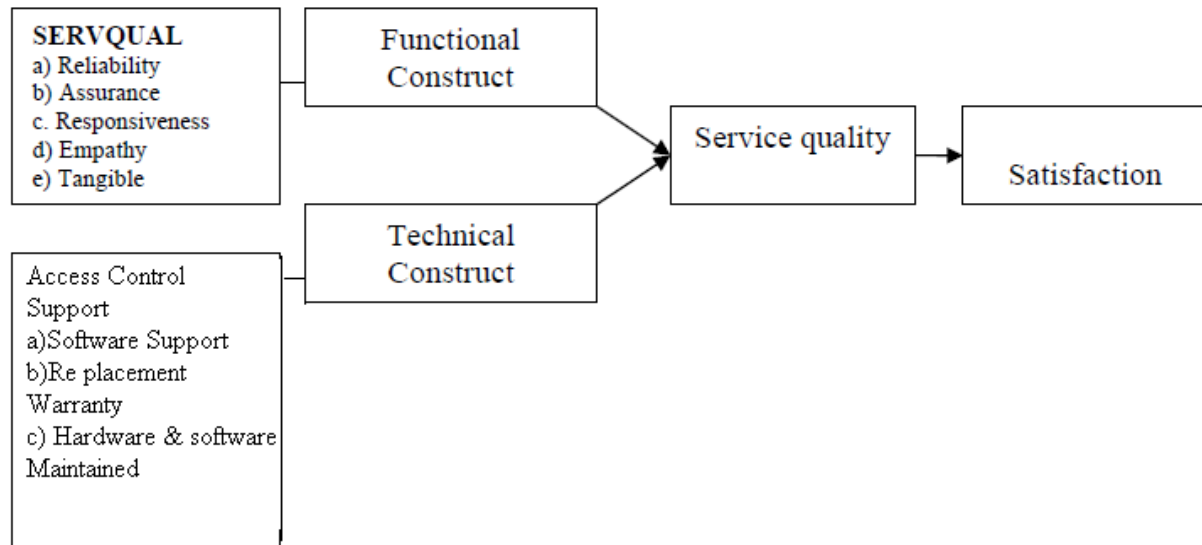 SERVQUAL
a) Reliability
b) Assurance
c. Responsiveness
d) Empathy
e) Tangible
Functional
Construct
Service quality
Satisfaction
Technical
Construct
Access Control
Support
a)Software Support
b)Re placement
Warranty
c) Hardware & software
Maintained